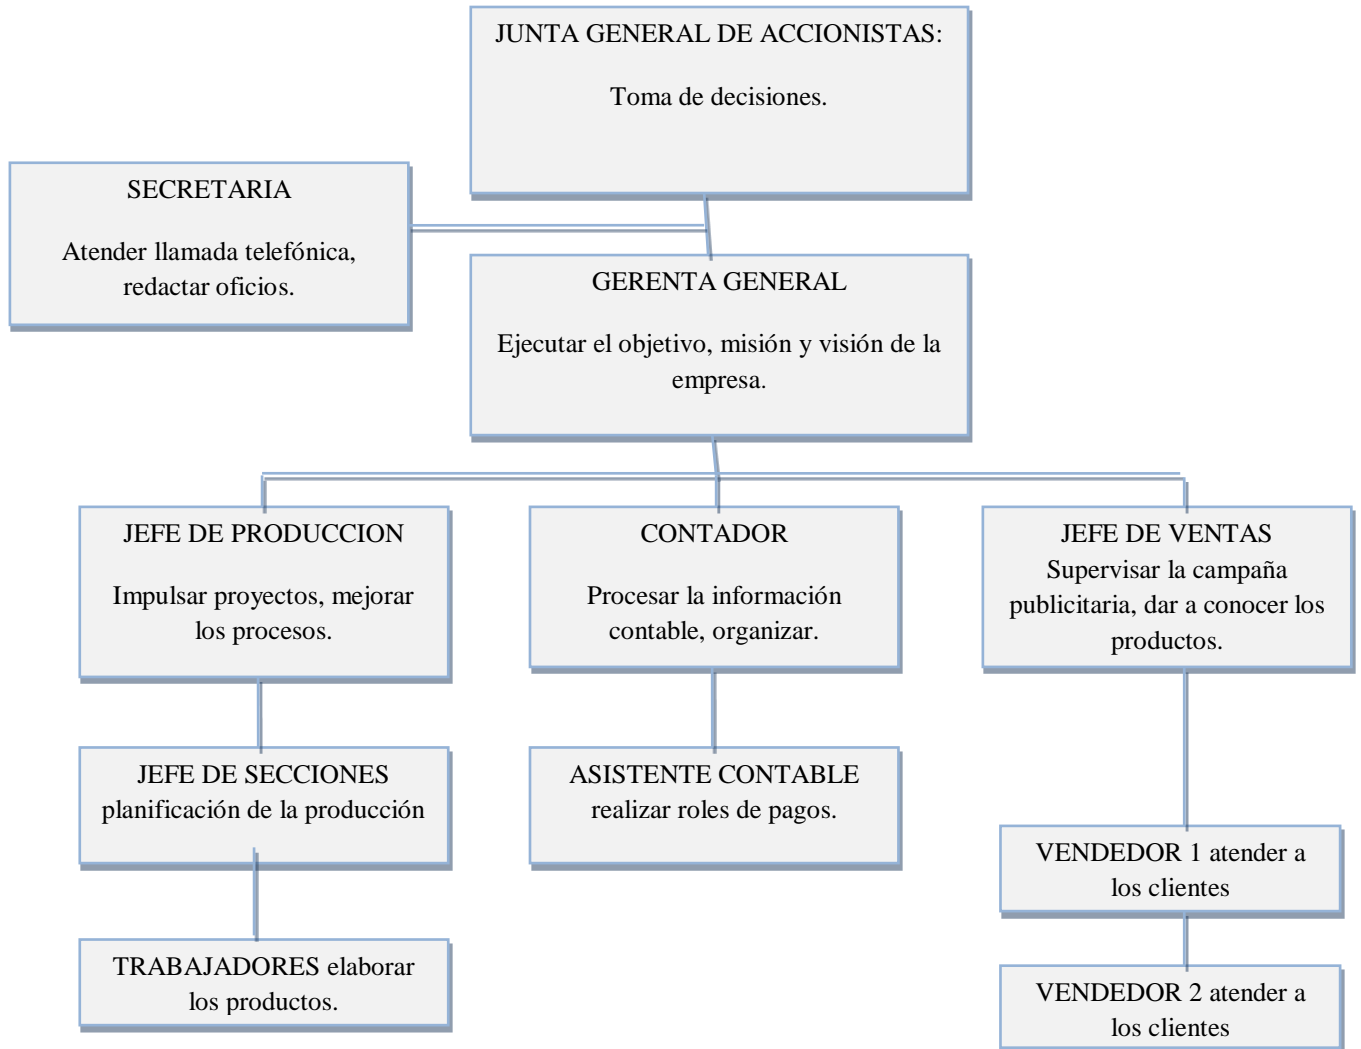 JUNTA GENERAL DE ACCIONISTAS:
Toma de decisiones.
SECRETARIA
Atender llamada telefónica,
redactar oficios.
GERENTA GENERAL
Ejecutar el objetivo, misión y visión de la
empresa.
JEFE DE PRODUCCION
Impulsar proyectos, mejorar
los procesos.
CONTADOR
Procesar la información
contable, organizar.
JEFE DE VENTAS
Supervisar la campaña
publicitaria, dar a conocer los
productos.
JEFE DE SECCIONES
planificación de la producción
ASISTENTE CONTABLE
realizar roles de pagos.
VENDEDOR 1 atender a
los clientes
TRABAJADORES elaborar
los productos.
VENDEDOR 2 atender a
los clientes